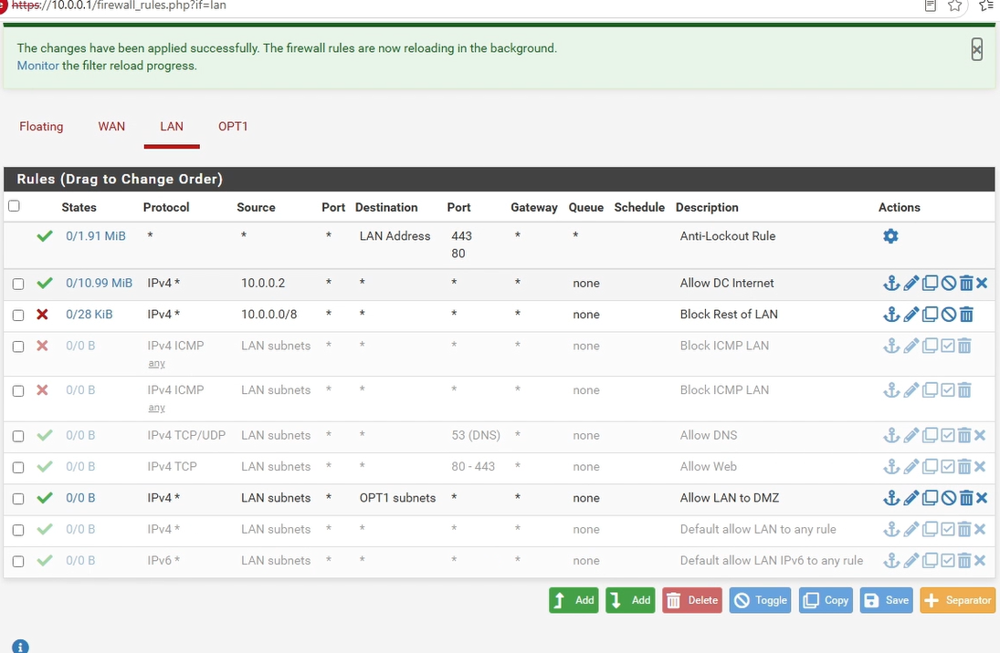 https://10.0.0.1/firewall_rules.php?if=lan
The changes have been applied successfully. The firewall rules are now reloading in the background.
Monitor the filter reload progress.
Floating WAN LAN OPT1
Rules (Drag to Change Order)
States Protocol Source Port Destination Port Gateway Queue Schedule Description Actions
0/1.91 MiB * * * LAN Address 443 * * Anti-Lockout Rule
80
0/10.99 MiB IPv4 * 10.0.0.2 * * * * none Allow DC Internet
0/28 KiB IPv4 * 10.0.0.0/8 * * * * none Block Rest of LAN
0/0 B IPv4 ICMP LAN subnets * * * * none Block ICMP LAN
any
0/0 B IPv4 ICMP LAN subnets * * * * none Block ICMP LAN
any
0/0 B IPv4 TCP/UDP LAN subnets * * 53 (DNS) * none Allow DNS
0/0 B IPv4 TCP LAN subnets * * 80 - 443 * none Allow Web
0/0 B IPv4 * LAN subnets * OPT1 subnets * * none Allow LAN to DMZ
0/0 B IPv4 * LAN subnets * * * * none Default allow LAN to any rule
0/0 B IPv6 * LAN subnets * * * * none Default allow LAN IPv6 to any rule
Add Add Delete Toggle Copy Save Separator